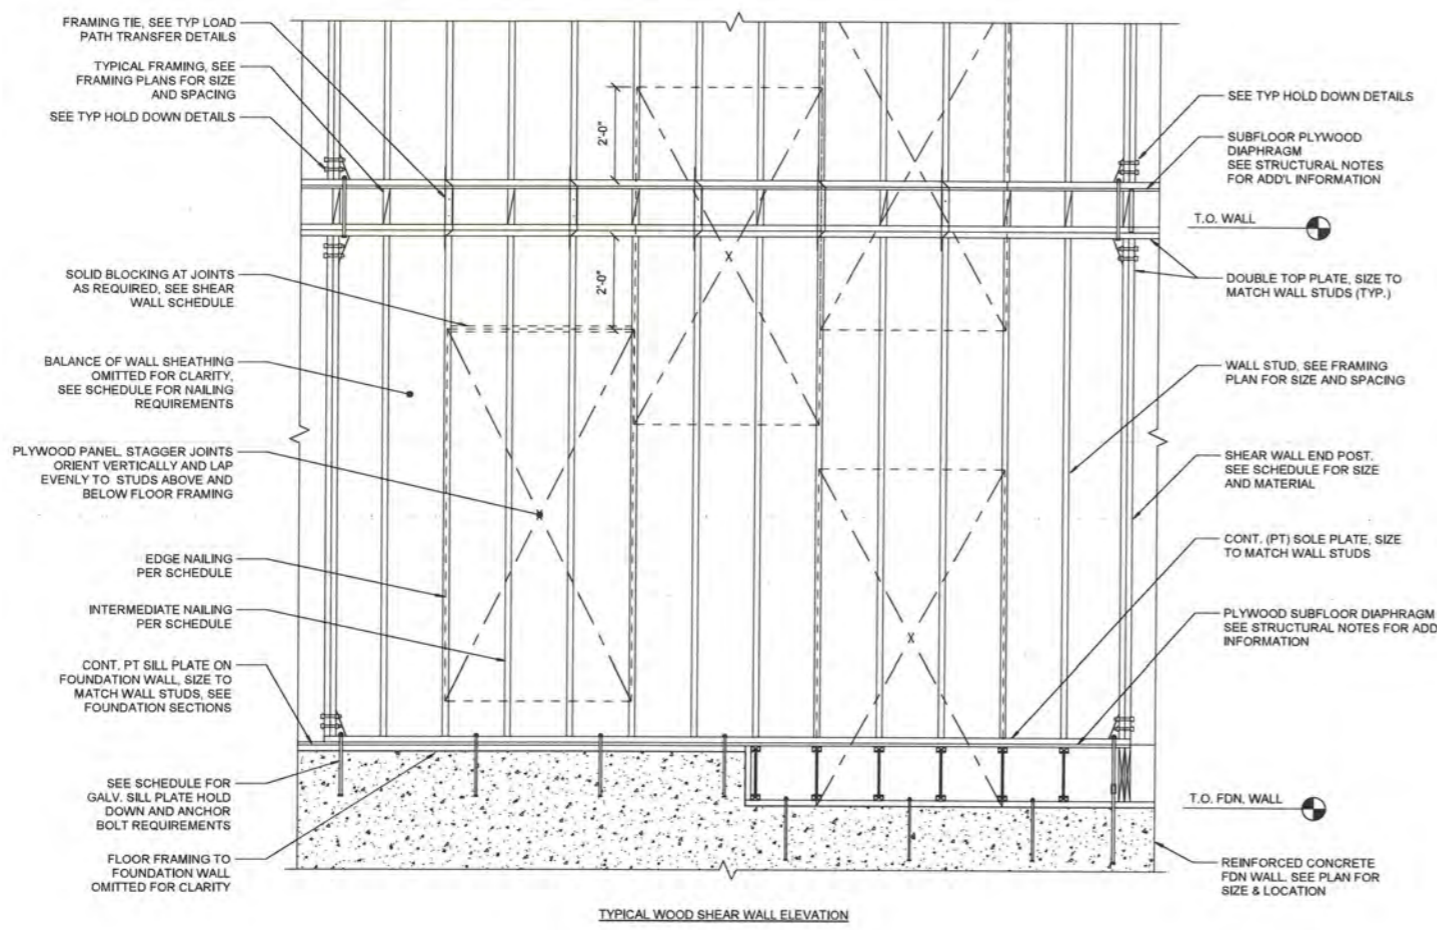 FRAMING TIE, SEE TYP LOAD
PATH TRANSFER DETAILS
TYPICAL FRAMING, SEE
FRAMING PLANS FOR SIZE
AND SPACING
SEE TYP HOLD DOWN DETAILS
SOLID BLOCKING AT JOINTS
AS REQUIRED, SEE SHEAR
WALL SCHEDULE
BALANCE OF WALL SHEATHING
OMITTED FOR CLARITY,
SEE SCHEDULE FOR NAILING
REQUIREMENTS
PLYWOOD PANEL. STAGGER JOINTS
ORIENT VERTICALLY AND LAP
EVENLY TO STUDS ABOVE AND
BELOW FLOOR FRAMING
EDGE NAILING
PER SCHEDULE
INTERMEDIATE NAILING
PER SCHEDULE
CONT. PT SILL PLATE ON
FOUNDATION WALL, SIZE TO
MATCH WALL STUDS, SEE
FOUNDATION SECTIONS
SEE SCHEDULE FOR
GALV. SILL PLATE HOLD
DOWN AND ANCHOR
BOLT REQUIREMENTS
FLOOR FRAMING TO
FOUNDATION WALL
OMITTED FOR CLARITY
2'-0"
2'-0"
SEE TYP HOLD DOWN DETAILS
SUBFLOOR PLYWOOD
DIAPHRAGM
SEE STRUCTURAL NOTES
FOR ADD'L INFORMATION
T.O. WALL
DOUBLE TOP PLATE, SIZE TO
MATCH WALL STUDS (TYP.)
WALL STUD, SEE FRAMING
PLAN FOR SIZE AND SPACING
SHEAR WALL END POST.
SEE SCHEDULE FOR SIZE
AND MATERIAL
CONT. (PT) SOLE PLATE, SIZE
TO MATCH WALL STUDS
PLYWOOD SUBFLOOR DIAPHRAGM
SEE STRUCTURAL NOTES FOR ADD
INFORMATION
T.O. FDN. WALL
REINFORCED CONCRETE
FDN WALL. SEE PLAN FOR
SIZE & LOCATION
TYPICAL WOOD SHEAR WALL ELEVATION